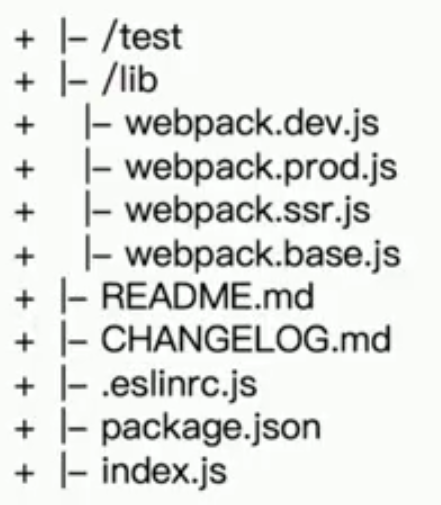 + |– /test
+ |– /lib
+   |– webpack.dev.js
+   |– webpack.prod.js
+   |– webpack.ssr.js
+   |– webpack.base.js
+ |– README.md
+ |– CHANGELOG.md
+ |– .eslinrc.js
+ |– package.json
+ |– index.js